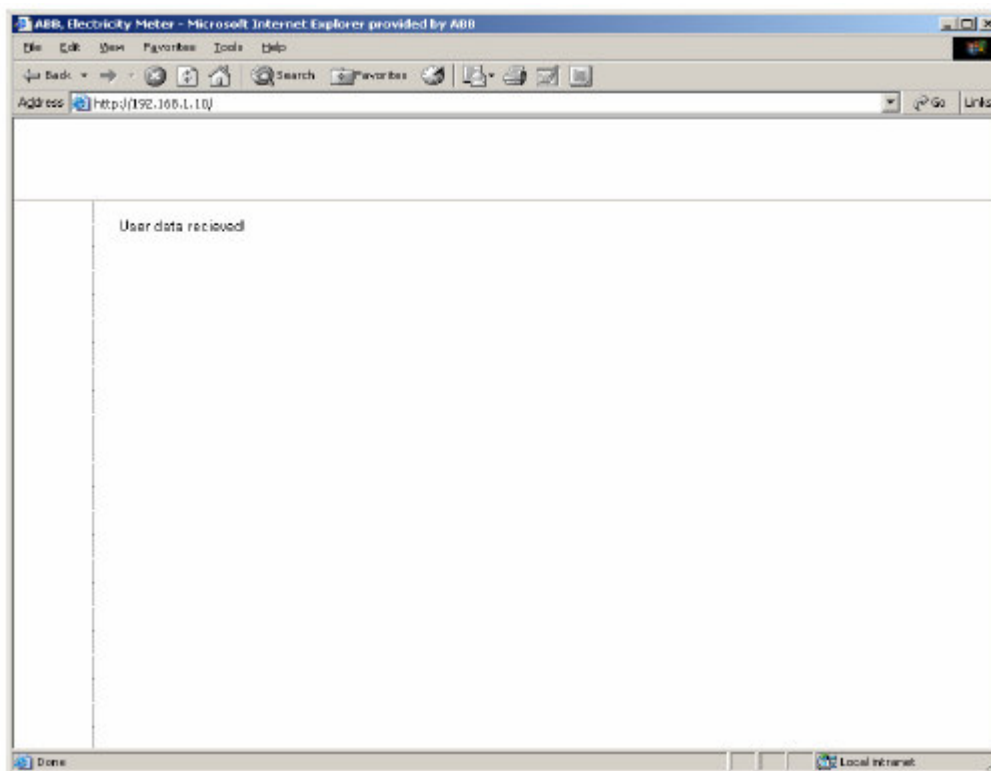 ABB, Electricity Meter - Microsoft Internet Explorer provided by ABB
File Edit View Favorites Tools Help
Back Search Favorites
Address http://192.168.1.10/ Go Links
User data recieved!
Done Local intranet